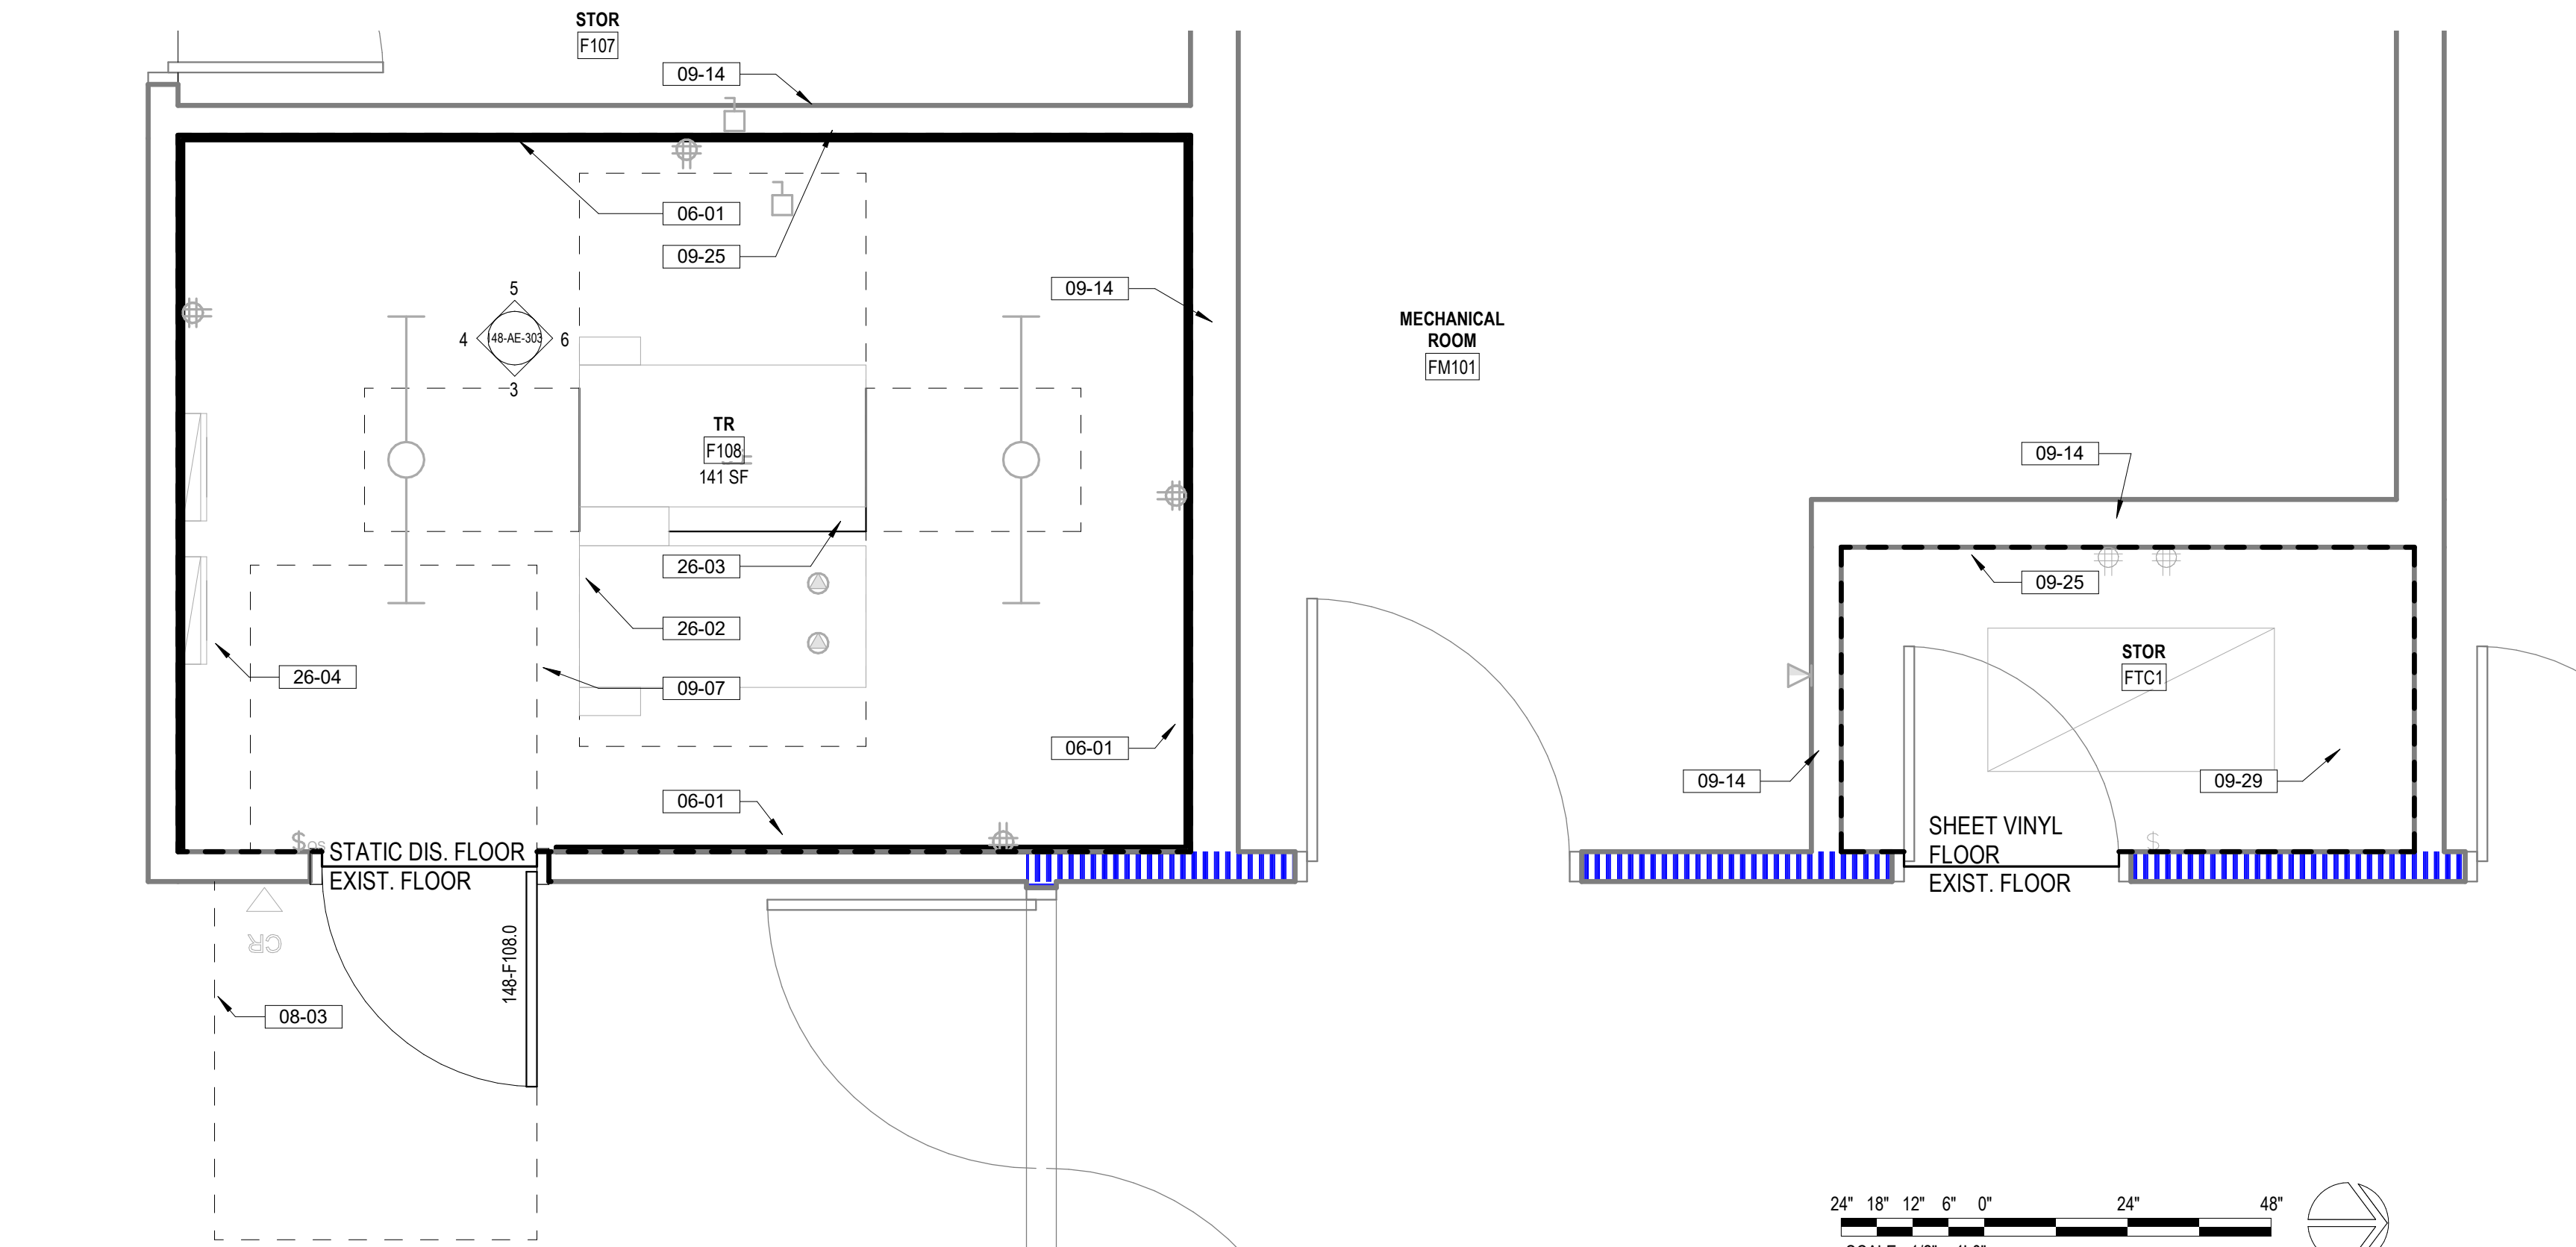 STOR
F107
09-14
06-01
09-25
09-14
5
4
148-AE-303
6
3
MECHANICAL
ROOM
FM101
TR
F108
141 SF
09-14
26-03
09-25
26-02
STOR
FTC1
26-04
09-07
06-01
09-14
09-29
06-01
SHEET VINYL
FLOOR
EXIST. FLOOR
$
$OS
STATIC DIS. FLOOR
EXIST. FLOOR
CR
148-F108.0
08-03
24" 18" 12" 6" 0" 24" 48"